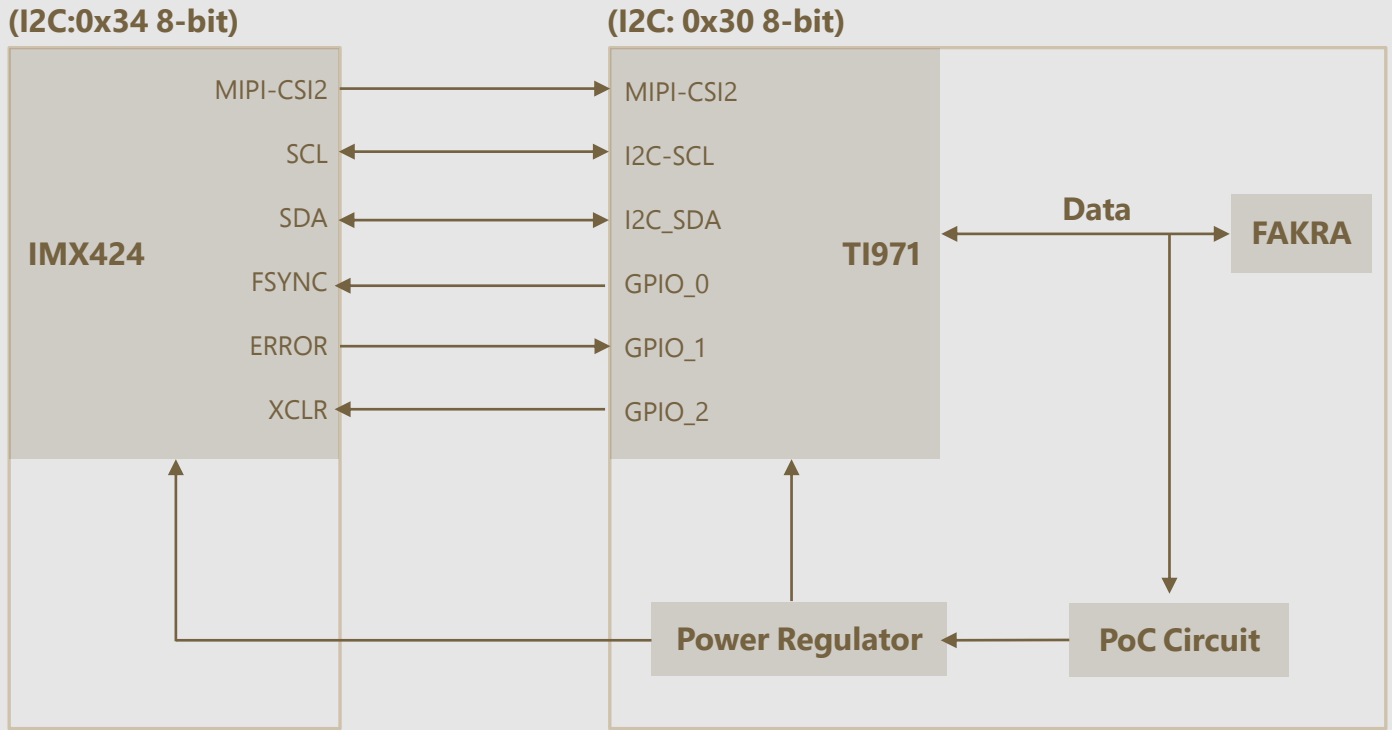 (I2C:0x34 8-bit)
(I2C: 0x30 8-bit)
MIPI-CSI2
SCL
SDA
IMX424
FSYNC
ERROR
XCLR
MIPI-CSI2
I2C-SCL
I2C_SDA
TI971
GPIO_0
GPIO_1
GPIO_2
Data
FAKRA
Power Regulator
PoC Circuit